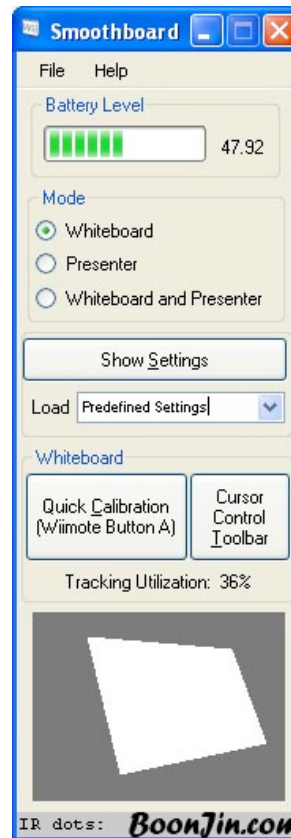 Smoothboard
File Help
Battery Level
47.92
Mode
Whiteboard
Presenter
Whiteboard and Presenter
Show Settings
Load Predefined Settings
Whiteboard
Quick Calibration
(Wiimote Button A)
Cursor
Control
Toolbar
Tracking Utilization: 36%
IR dots: BoonJin.com